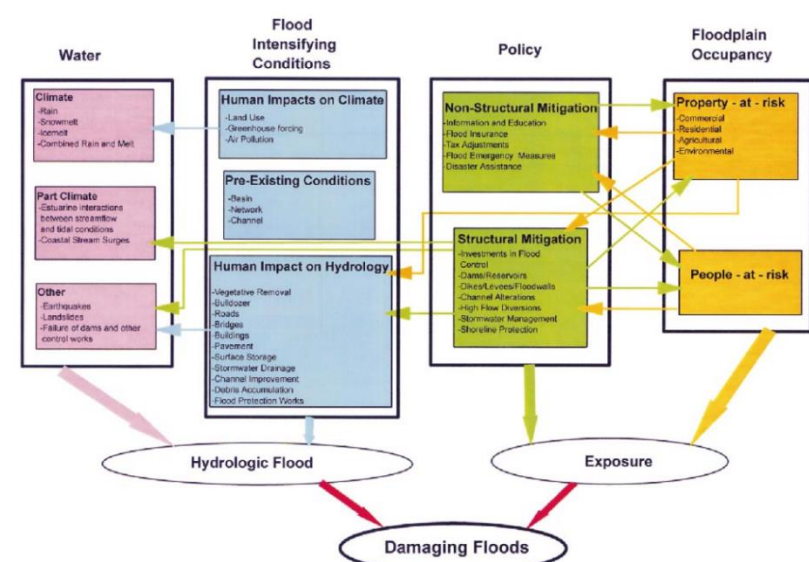 Water
Flood
Intensifying
Conditions
Policy
Floodplain
Occupancy
Climate
-Rain
-Snowmelt
-Icemelt
-Combined Rain and Melt
Part Climate
-Estuarine interactions
between streamflow
and tidal conditions
-Coastal Stream Surges
Other
-Earthquakes
-Landslides
-Failure of dams and other
control works
Human Impacts on Climate
-Land Use
-Greenhouse forcing
-Air Pollution
Pre-Existing Conditions
-Basin
-Network
-Channel
Human Impact on Hydrology
-Vegetative Removal
-Bulldozer
-Roads
-Bridges
-Buildings
-Pavement
-Surface Storage
-Stormwater Drainage
-Channel Improvement
-Debris Accumulation
-Flood Protection Works
Non-Structural Mitigation
-Information and Education
-Flood Insurance
-Tax Adjustments
-Flood Emergency Measures
-Disaster Assistance
Structural Mitigation
-Investments in Flood
Control
-Dams/Reservoirs
-Dikes/Levees/Floodwalls
-Channel Alterations
-High Flow Diversions
-Stormwater Management
-Shoreline Protection
Property - at - risk
-Commercial
-Residential
-Agricultural
-Environmental
People - at - risk
Hydrologic Flood
Exposure
Damaging Floods